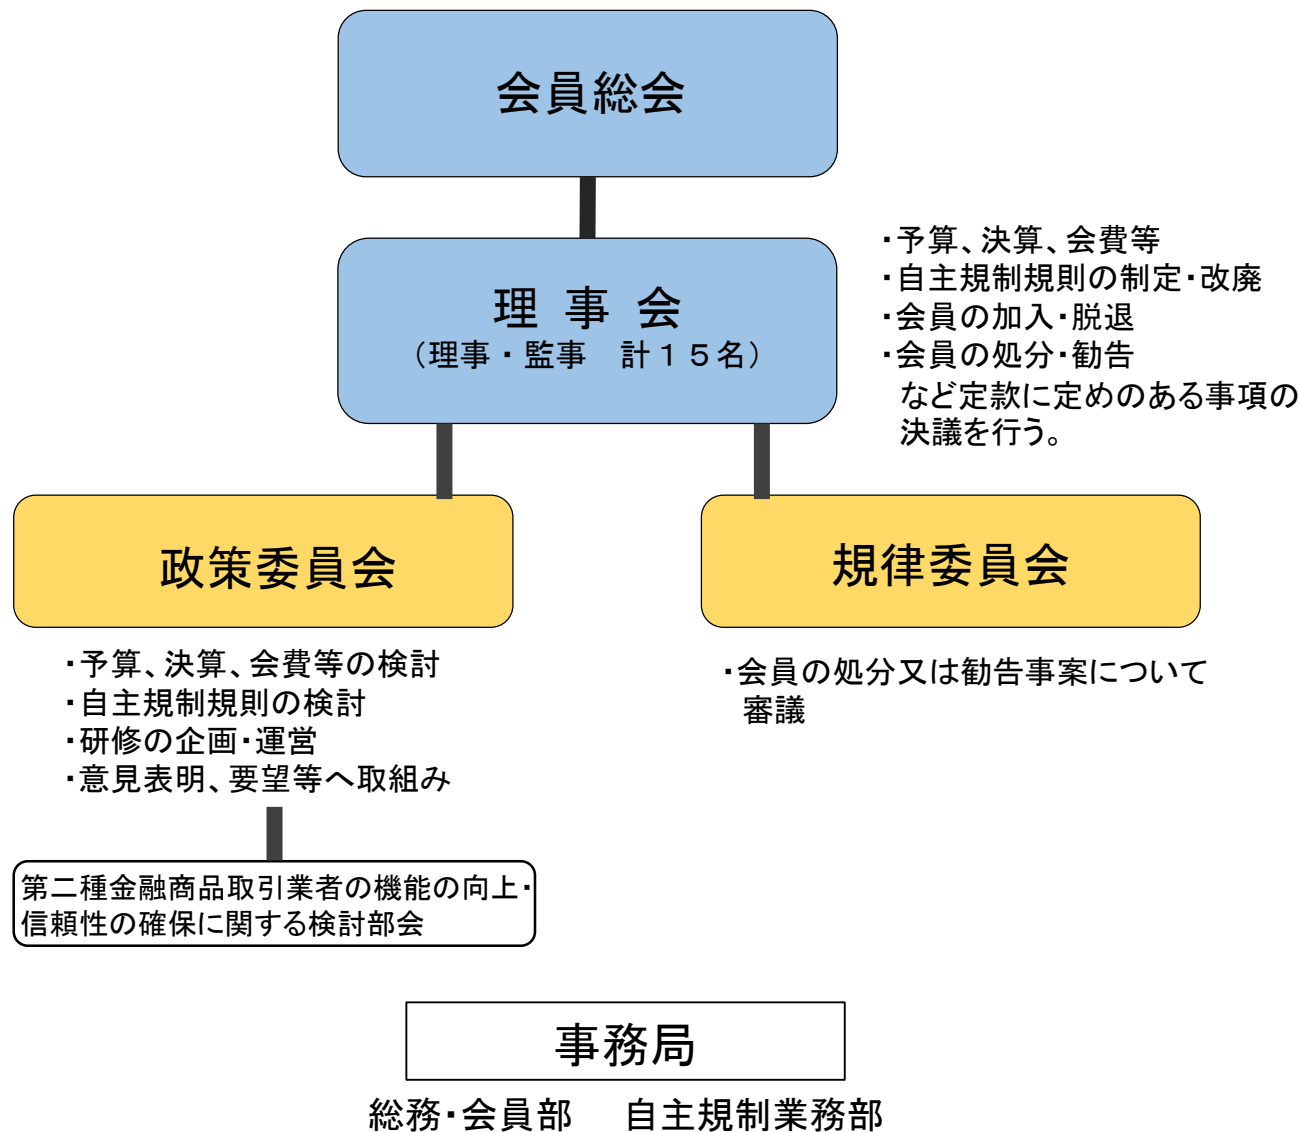 会員総会
理 事 会
（理事・監事　計１５名）
・予算、決算、会費等
・自主規制規則の制定・改廃
・会員の加入・脱退
・会員の処分・勧告
など定款に定めのある事項の
決議を行う。
政策委員会
・予算、決算、会費等の検討
・自主規制規則の検討
・研修の企画・運営
・意見表明、要望等へ取組み
規律委員会
・会員の処分又は勧告事案について
審議
第二種金融商品取引業者の機能の向上・
信頼性の確保に関する検討部会
事務局
総務・会員部　自主規制業務部